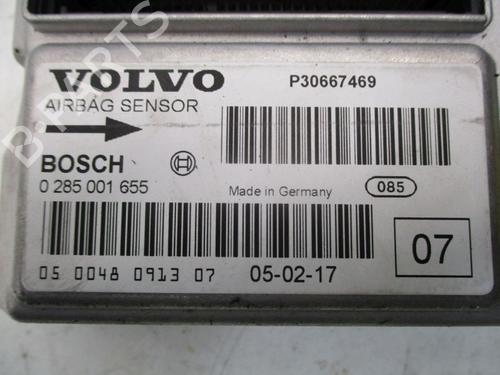 VOLVO
P30667469
AIRBAG SENSOR
BOSCH
0 285 001 655
Made in Germany
085
07
05 0048 0913 07
05-02-17
B-PARTS